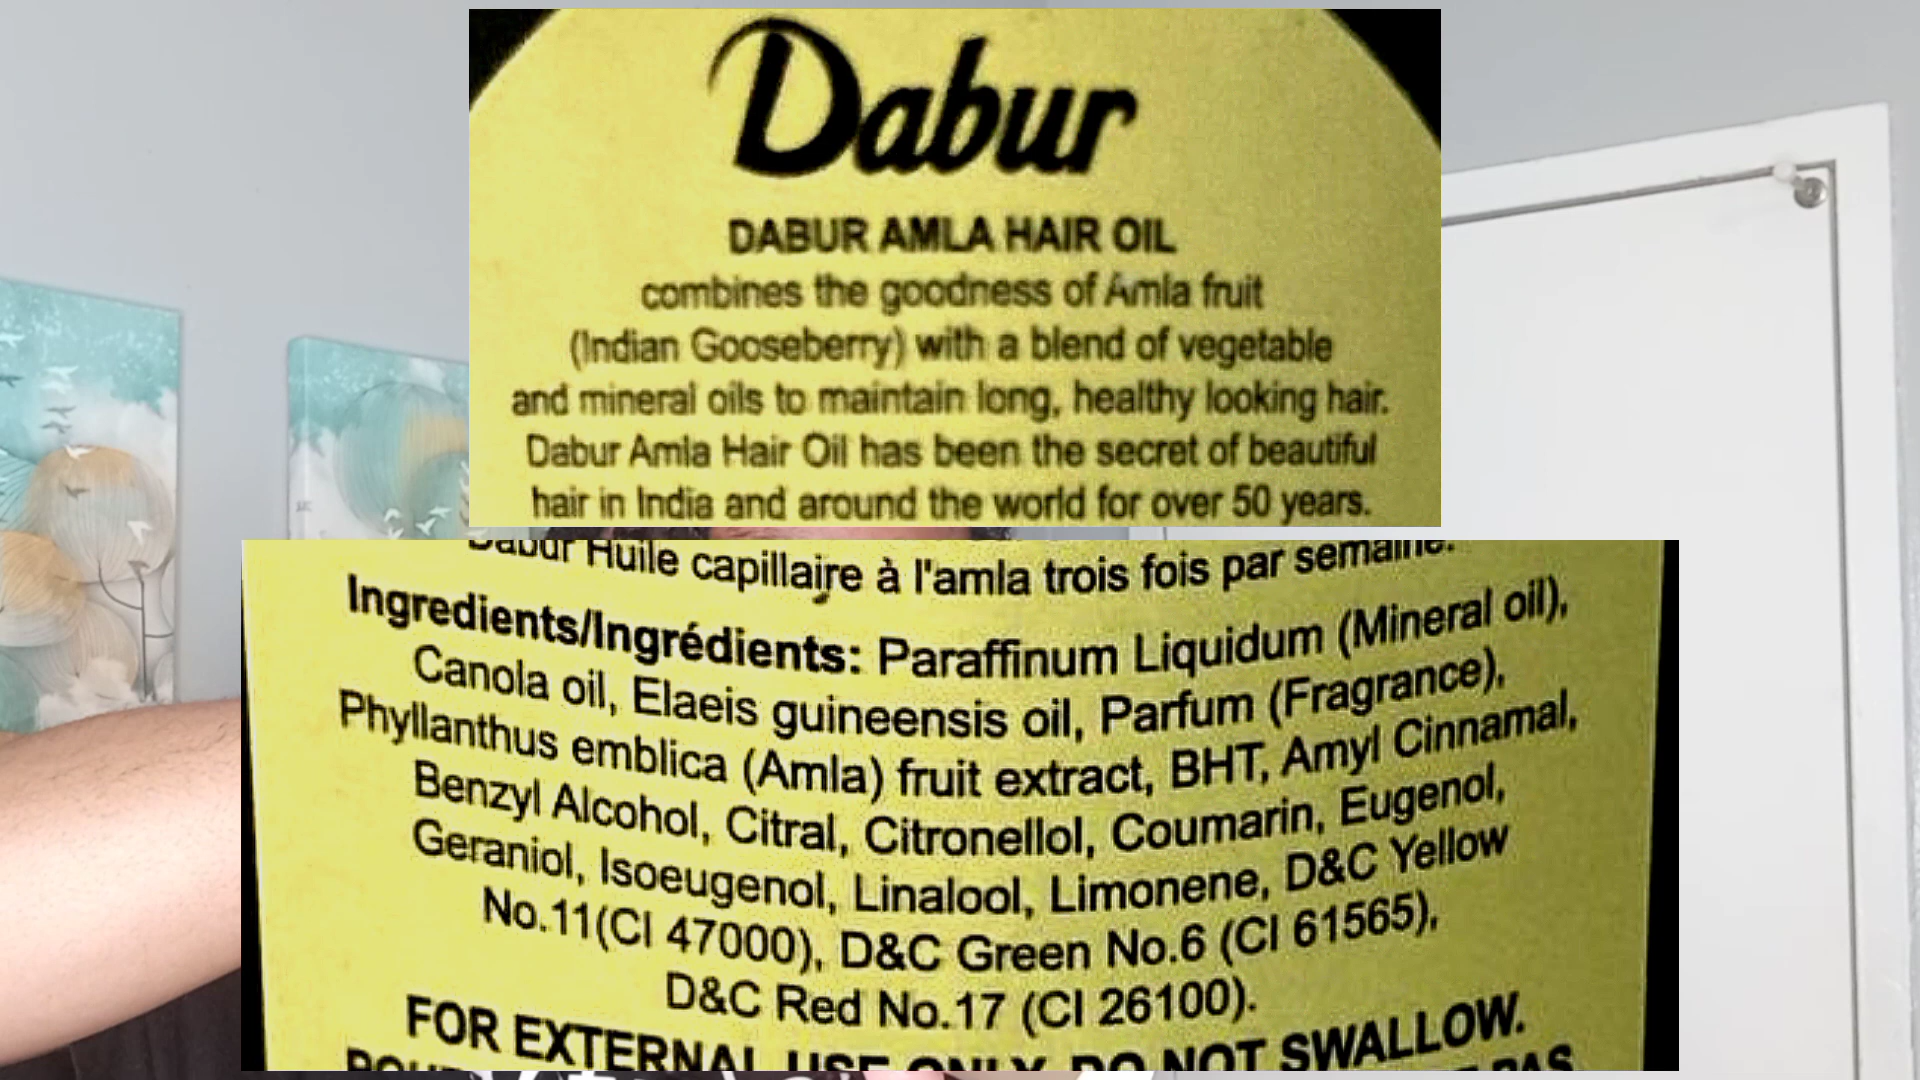 Dabur
DABUR AMLA HAIR OIL
combines the goodness of Amla fruit
(Indian Gooseberry) with a blend of vegetable
and mineral oils to maintain long, healthy looking hair.
Dabur Amla Hair Oil has been the secret of beautiful
hair in India and around the world for over 50 years.
Dabur Huile capillaire à l'amla trois fois par semaine.
Ingredients/Ingrédients: Paraffinum Liquidum (Mineral oil),
Canola oil, Elaeis guineensis oil, Parfum (Fragrance),
Phyllanthus emblica (Amla) fruit extract, BHT, Amyl Cinnamal,
Benzyl Alcohol, Citral, Citronellol, Coumarin, Eugenol,
Geraniol, Isoeugenol, Linalool, Limonene, D&C Yellow
No.11(CI 47000), D&C Green No.6 (CI 61565),
D&C Red No.17 (CI 26100).
FOR EXTERNAL USE ONLY. DO NOT SWALLOW.
PAS